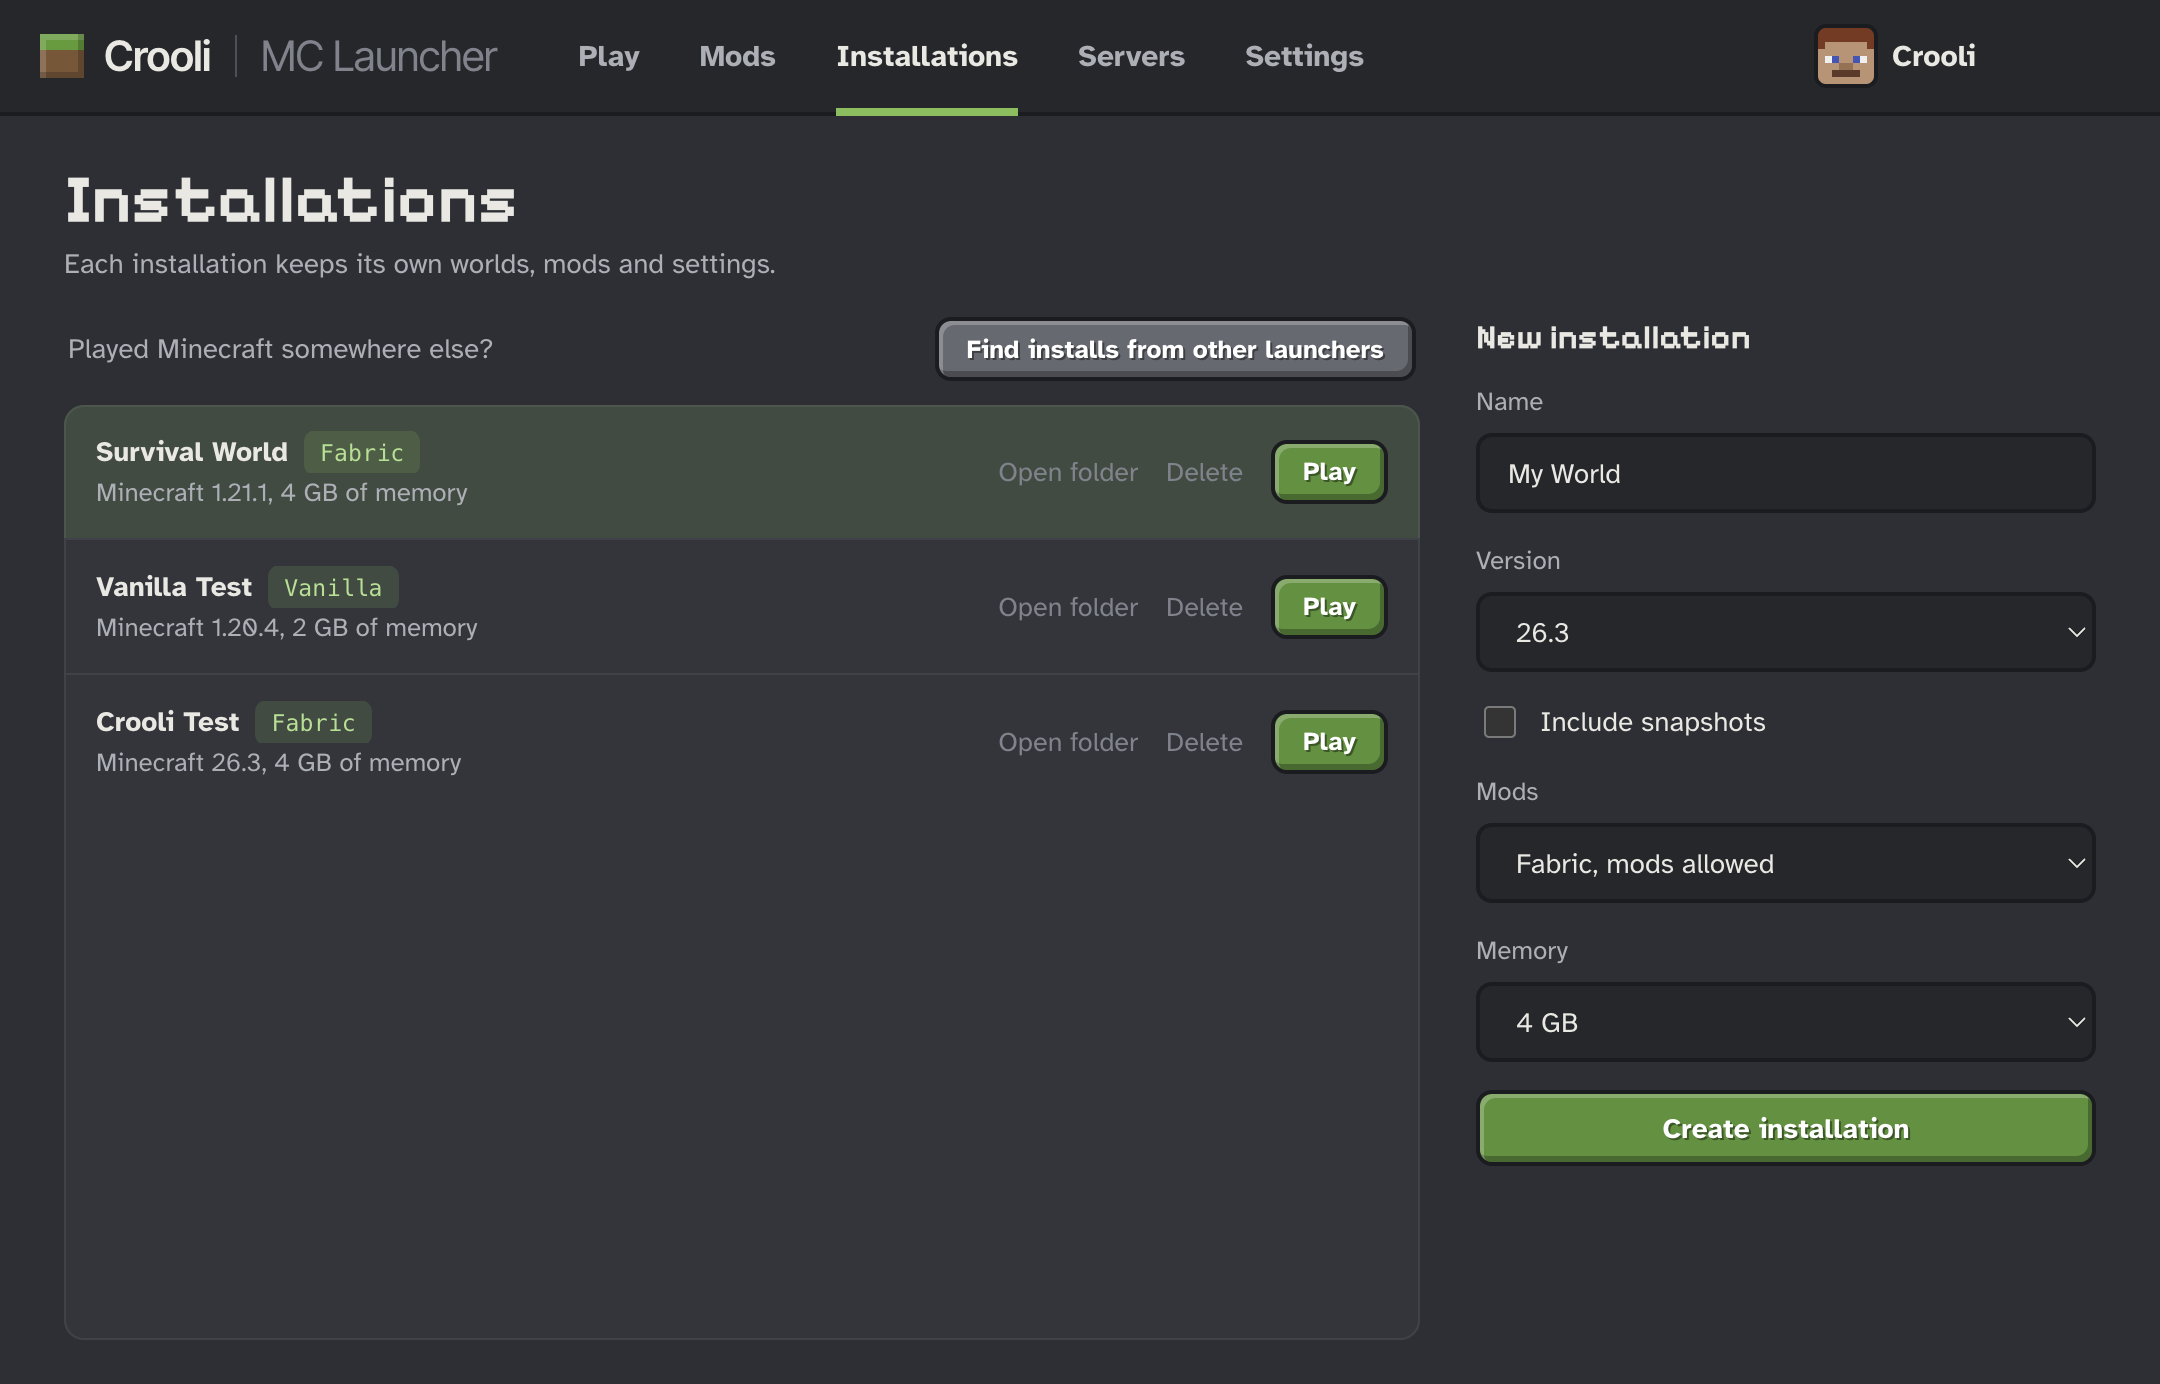 Crooli | MC Launcher
Play
Mods
Installations
Servers
Settings
Crooli
Installations
Each installation keeps its own worlds, mods and settings.
Played Minecraft somewhere else?
Find installs from other launchers
Survival World Fabric
Minecraft 1.21.1, 4 GB of memory
Open folder Delete Play
Vanilla Test Vanilla
Minecraft 1.20.4, 2 GB of memory
Open folder Delete Play
Crooli Test Fabric
Minecraft 26.3, 4 GB of memory
Open folder Delete Play
New installation
Name
My World
Version
26.3
Include snapshots
Mods
Fabric, mods allowed
Memory
4 GB
Create installation